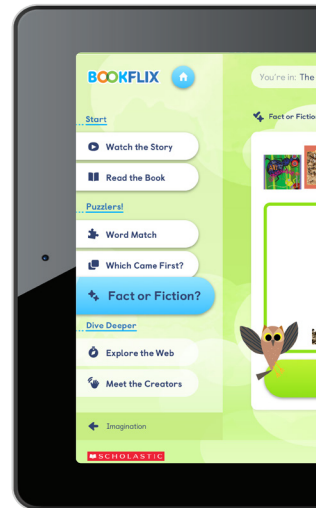 BOOKFLIX
You're in: The
Fact or Fictio
Start
Watch the Story
Read the Book
Puzzlers!
Word Match
Which Came First?
Fact or Fiction?
Dive Deeper
Explore the Web
Meet the Creators
Imagination
SCHOLASTIC